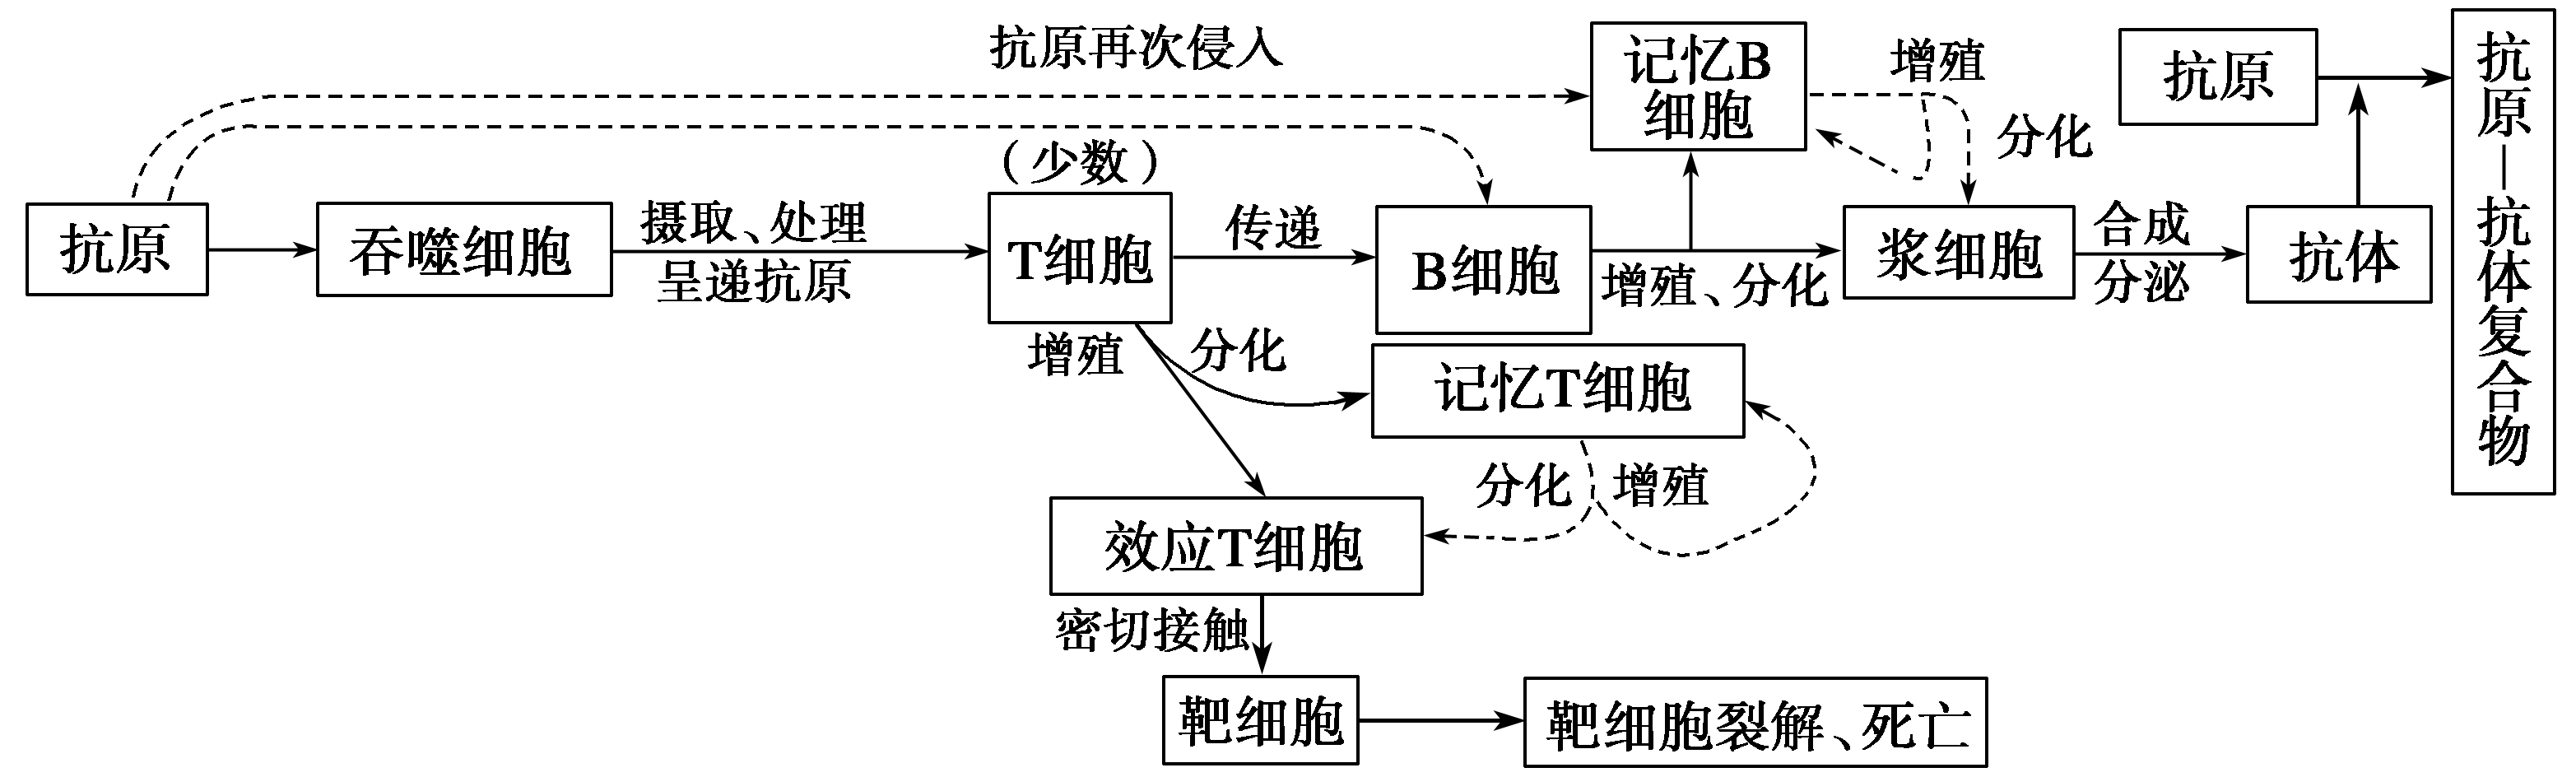 抗原再次侵入
记忆B
细胞
增殖
分化
抗原
抗原—抗体复合物
(少数)
抗原
吞噬细胞
摄取、处理
呈递抗原
T细胞
传递
B细胞
增殖、分化
浆细胞
合成
分泌
抗体
增殖
分化
记忆T细胞
分化
增殖
效应T细胞
密切接触
靶细胞
靶细胞裂解、死亡